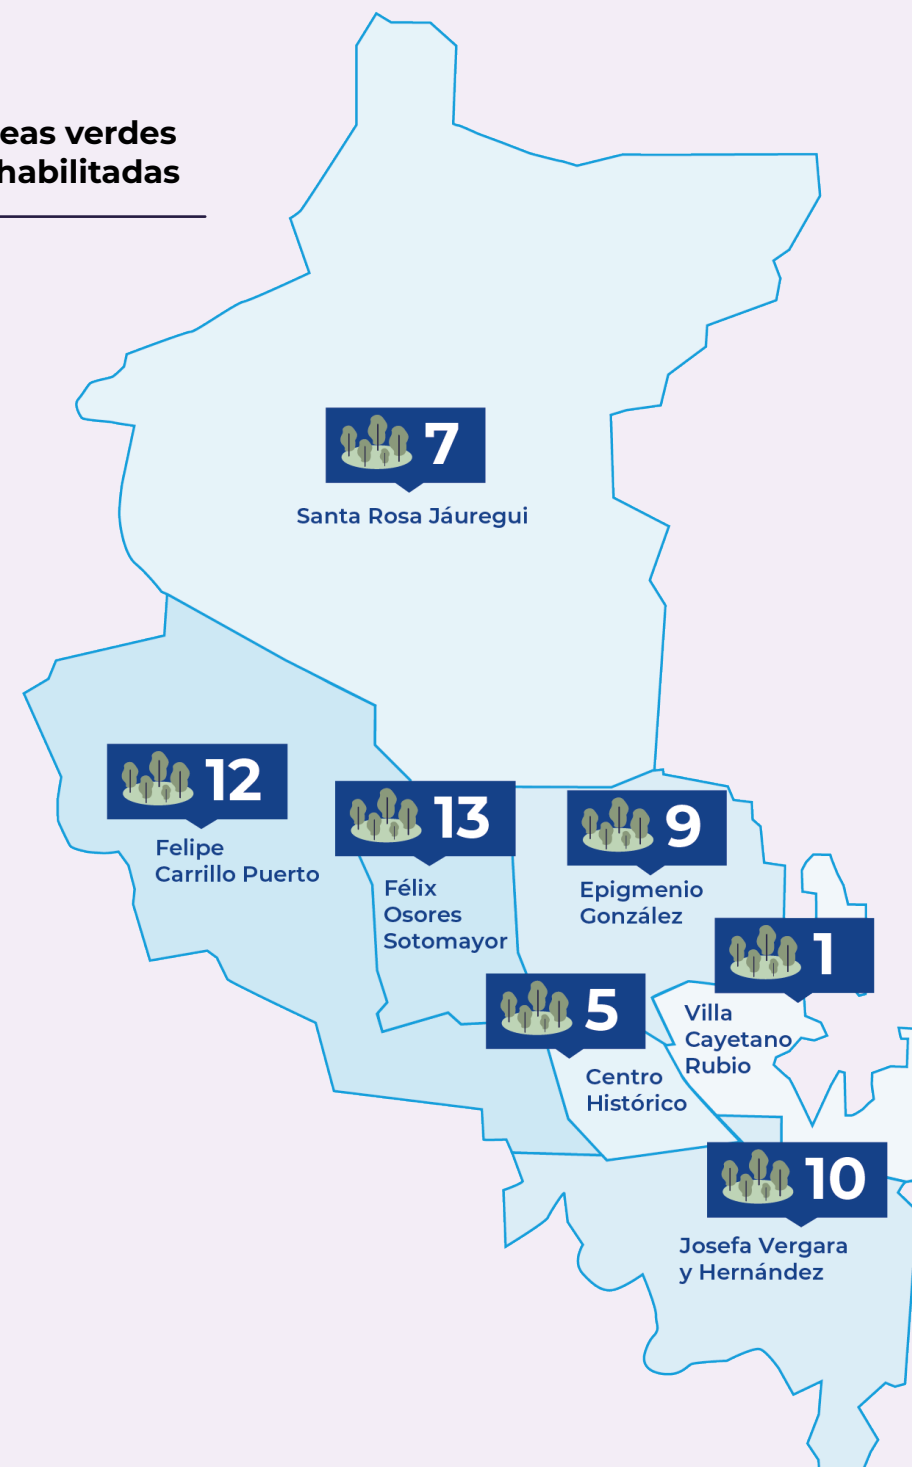 eas verdes
habilitadas
7
Santa Rosa Jáuregui
12
Felipe
Carrillo Puerto
13
Félix
Osores
Sotomayor
9
Epigmenio
González
1
Villa
Cayetano
Rubio
5
Centro
Histórico
10
Josefa Vergara
y Hernández